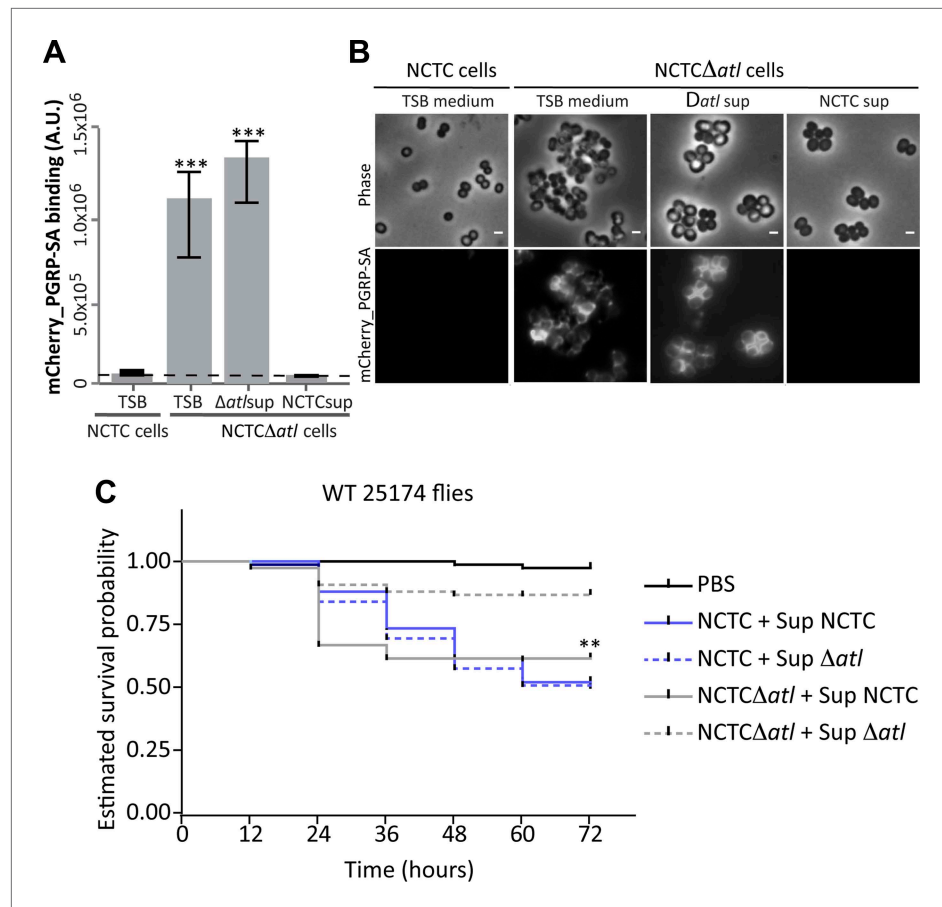 A
mCherry_PGRP-SA binding (A.U.)
1.5x10⁶
1.0x10⁶
5.0x10⁵
0
***
***
TSB
TSB
Δatlsup
NCTCsup
NCTC cells
NCTCΔatl cells
B
NCTC cells
NCTCΔatl cells
TSB medium
TSB medium
Datl sup
NCTC sup
Phase
mCherry_PGRP-SA
C
WT 25174 flies
Estimated survival probability
1.00
0.75
0.50
0.25
0.00
**
0 12 24 36 48 60 72
Time (hours)
PBS
NCTC + Sup NCTC
NCTC + Sup Δatl
NCTCΔatl + Sup NCTC
NCTCΔatl + Sup Δatl